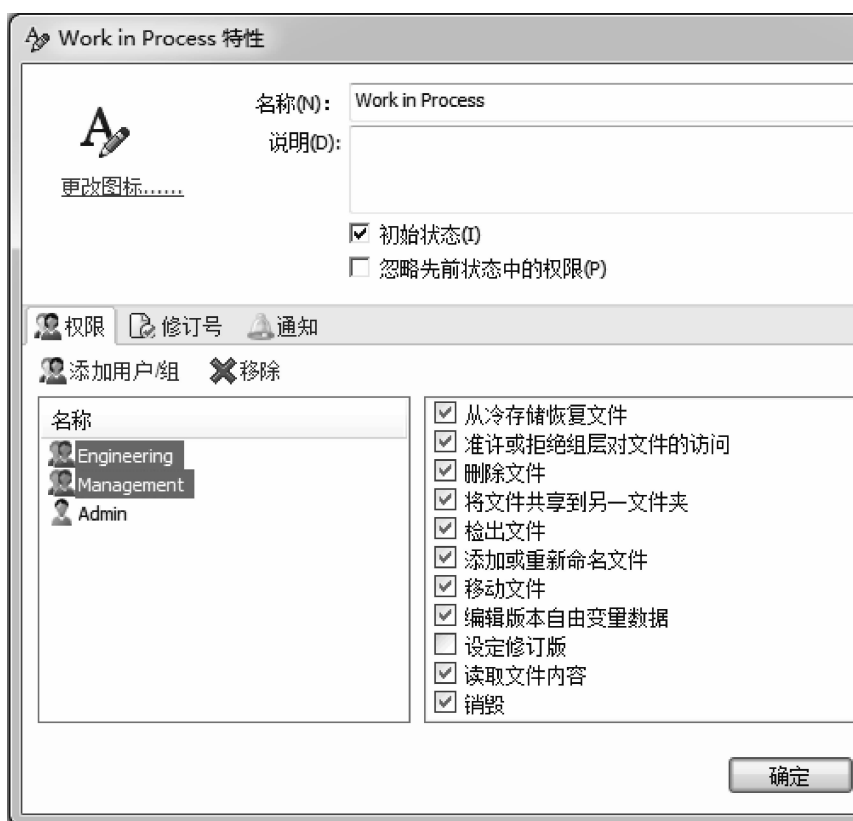 Work in Process 特性
名称(N): Work in Process
说明(D):
更改图标......
初始状态(I)
忽略先前状态中的权限(P)
权限 修订号 通知
添加用户/组 移除
名称
Engineering
Management
Admin
从冷存储恢复文件
准许或拒绝组层对文件的访问
删除文件
将文件共享到另一文件夹
检出文件
添加或重新命名文件
移动文件
编辑版本自由变量数据
设定修订版
读取文件内容
销毁
确定